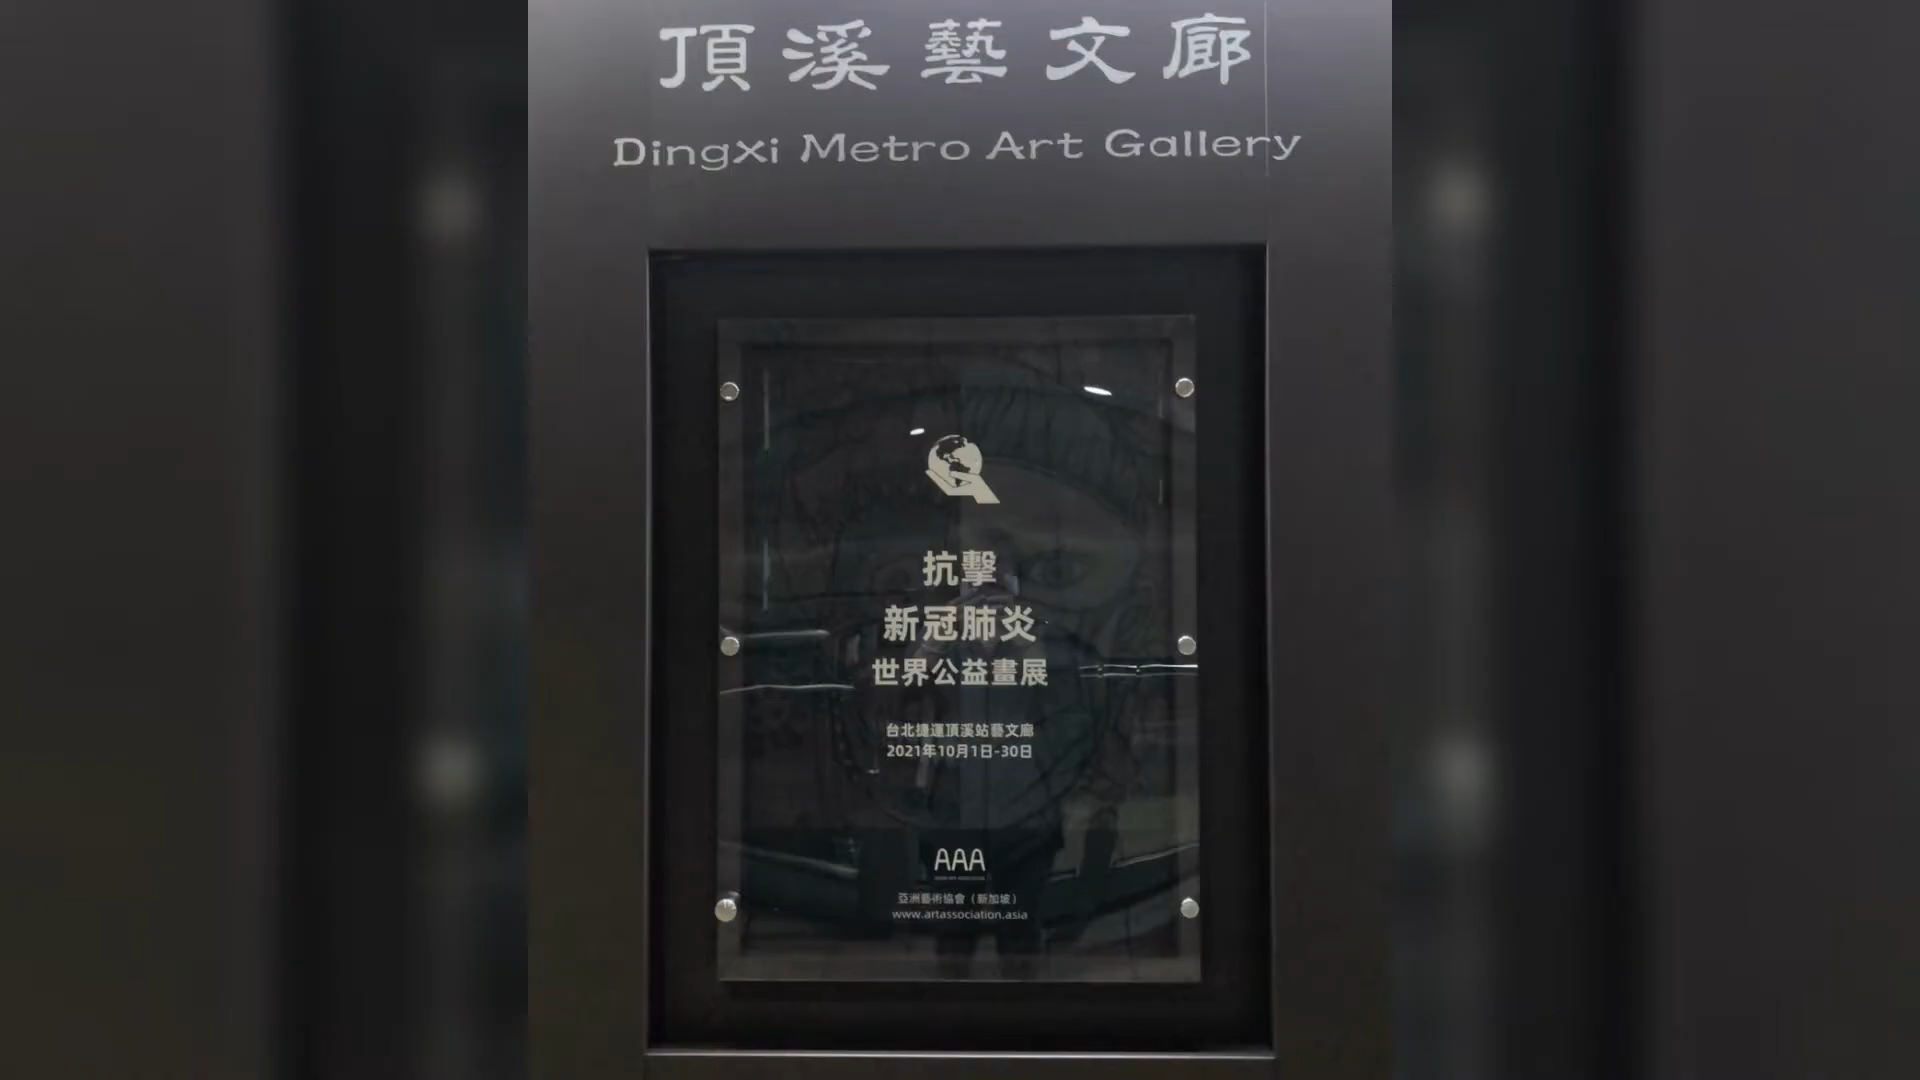 頂溪藝文廊
DingXi Metro Art Gallery
抗擊
新冠肺炎
世界公益畫展
台北捷運頂溪站藝文廊
2021年10月1日-30日
AAA
亞洲藝術協會（新加坡）
www.artassociation.asia